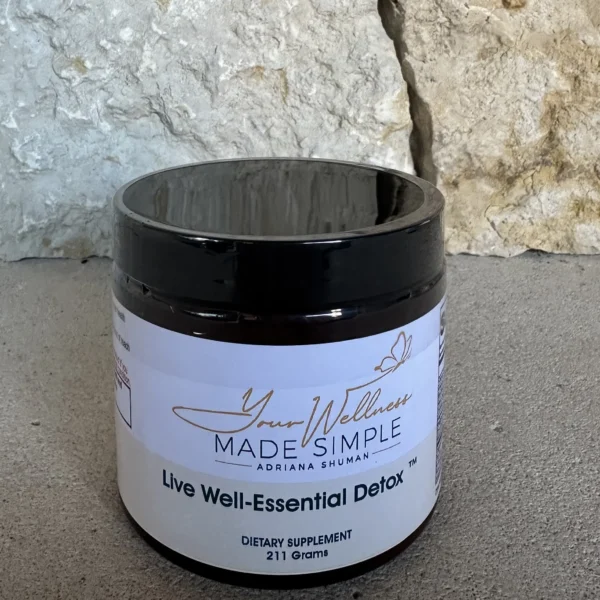 Your Wellness
MADE SIMPLE
ADRIANA SHUMAN
Live Well-Essential Detox™
DIETARY SUPPLEMENT
211 Grams